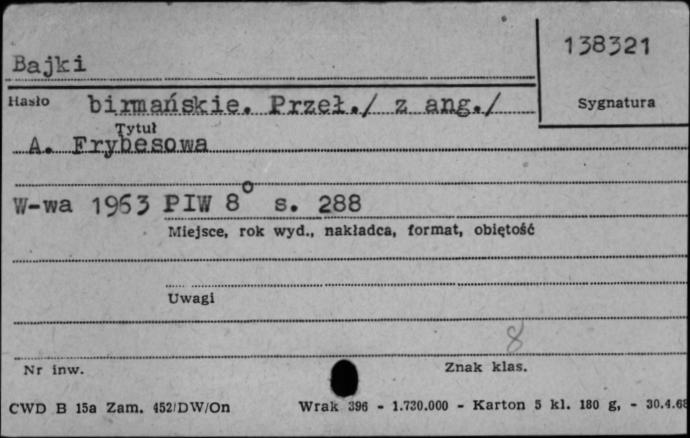 138321
Bajki
Hasło birmańskie. Przeł./ z ang./ Sygnatura
Tytuł
A. Frybesowa
W-wa 1963 PIW 8° s. 288
Miejsce, rok wyd., nakładca, format, objętość
Uwagi
8
Nr inw. Znak klas.
CWD B 15a Zam. 452/DW/On Wrak 396 - 1.730.000 - Karton 5 kl. 180 g, - 30.4.68